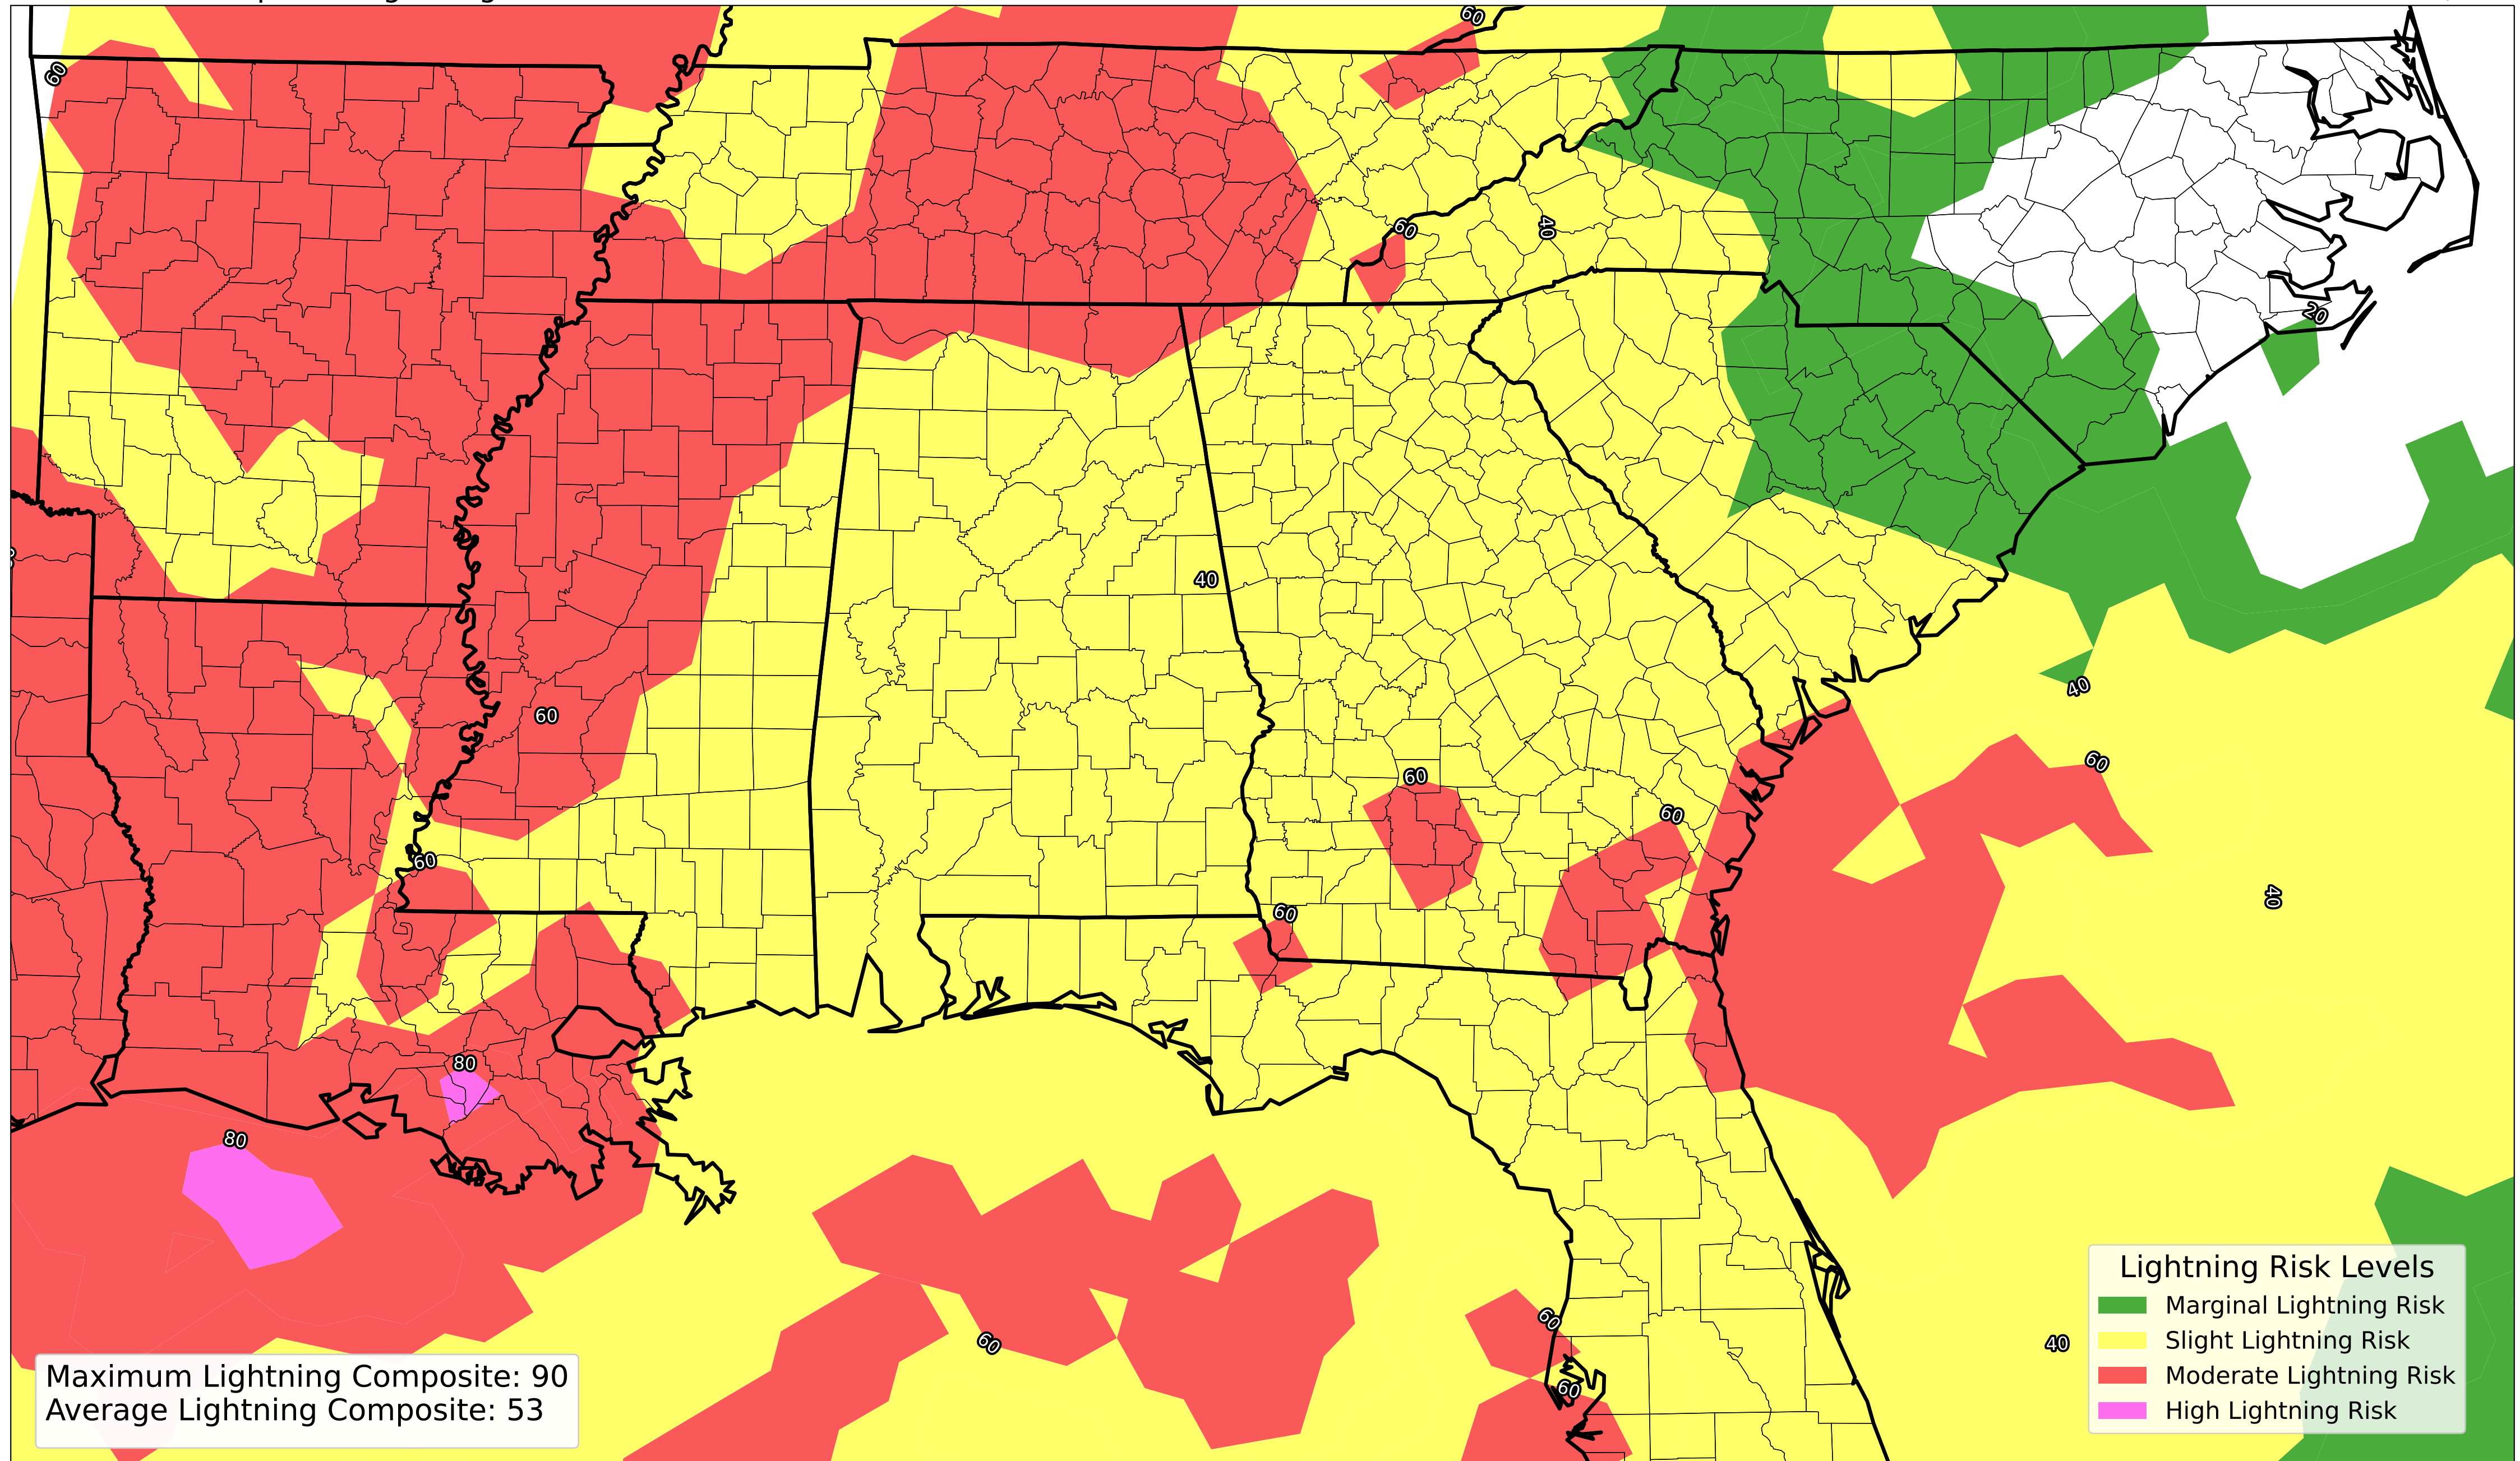 60
60
60
40
20
40
60
40
60
60
60
60
60
40
80
80
60
60
60
40
Lightning Risk Levels
Marginal Lightning Risk
Slight Lightning Risk
Moderate Lightning Risk
High Lightning Risk
Maximum Lightning Composite: 90
Average Lightning Composite: 53